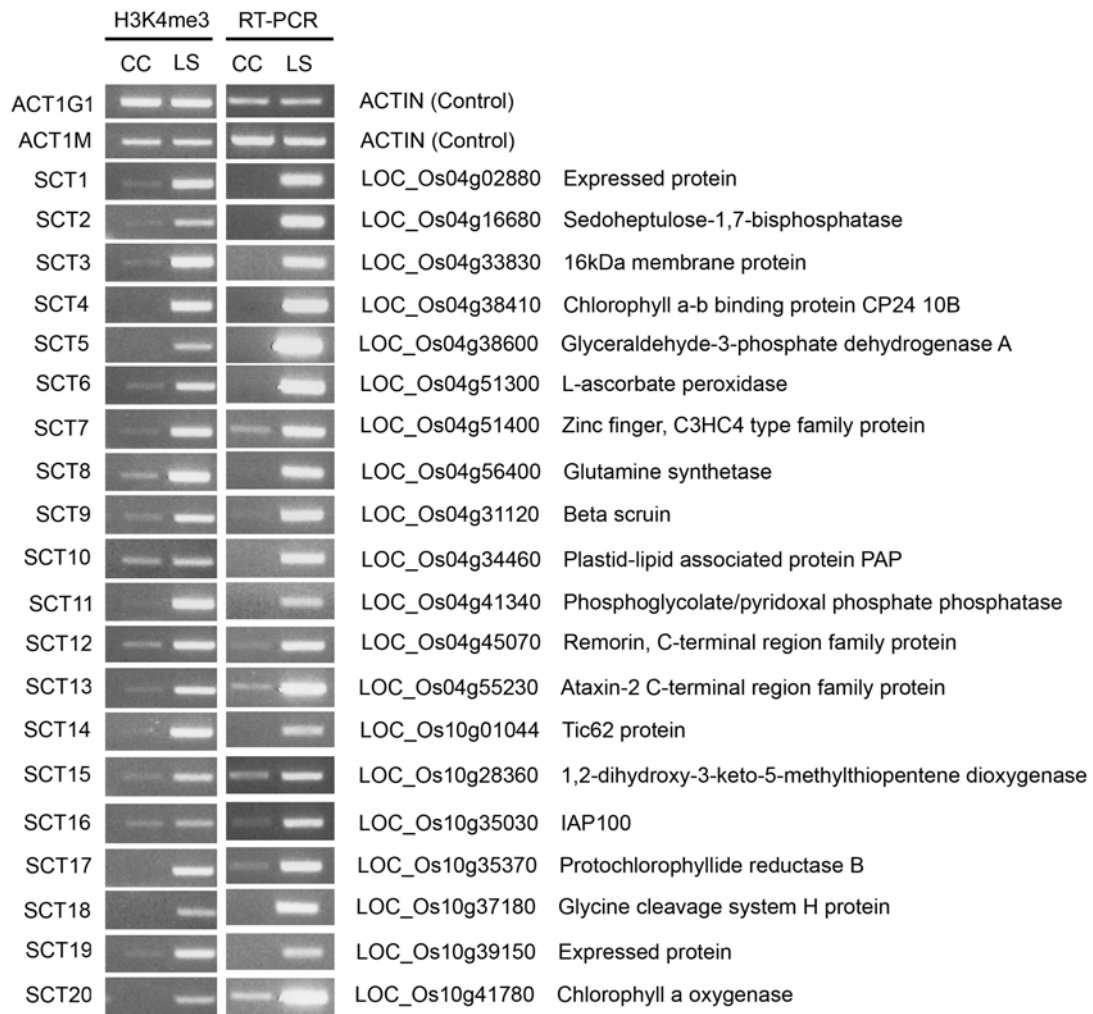 H3K4me3 RT-PCR
CC LS CC LS
ACT1G1 ACTIN (Control)
ACT1M ACTIN (Control)
SCT1 LOC_Os04g02880 Expressed protein
SCT2 LOC_Os04g16680 Sedoheptulose-1,7-bisphosphatase
SCT3 LOC_Os04g33830 16kDa membrane protein
SCT4 LOC_Os04g38410 Chlorophyll a-b binding protein CP24 10B
SCT5 LOC_Os04g38600 Glyceraldehyde-3-phosphate dehydrogenase A
SCT6 LOC_Os04g51300 L-ascorbate peroxidase
SCT7 LOC_Os04g51400 Zinc finger, C3HC4 type family protein
SCT8 LOC_Os04g56400 Glutamine synthetase
SCT9 LOC_Os04g31120 Beta scruin
SCT10 LOC_Os04g34460 Plastid-lipid associated protein PAP
SCT11 LOC_Os04g41340 Phosphoglycolate/pyridoxal phosphate phosphatase
SCT12 LOC_Os04g45070 Remorin, C-terminal region family protein
SCT13 LOC_Os04g55230 Ataxin-2 C-terminal region family protein
SCT14 LOC_Os10g01044 Tic62 protein
SCT15 LOC_Os10g28360 1,2-dihydroxy-3-keto-5-methylthiopentene dioxygenase
SCT16 LOC_Os10g35030 IAP100
SCT17 LOC_Os10g35370 Protochlorophyllide reductase B
SCT18 LOC_Os10g37180 Glycine cleavage system H protein
SCT19 LOC_Os10g39150 Expressed protein
SCT20 LOC_Os10g41780 Chlorophyll a oxygenase